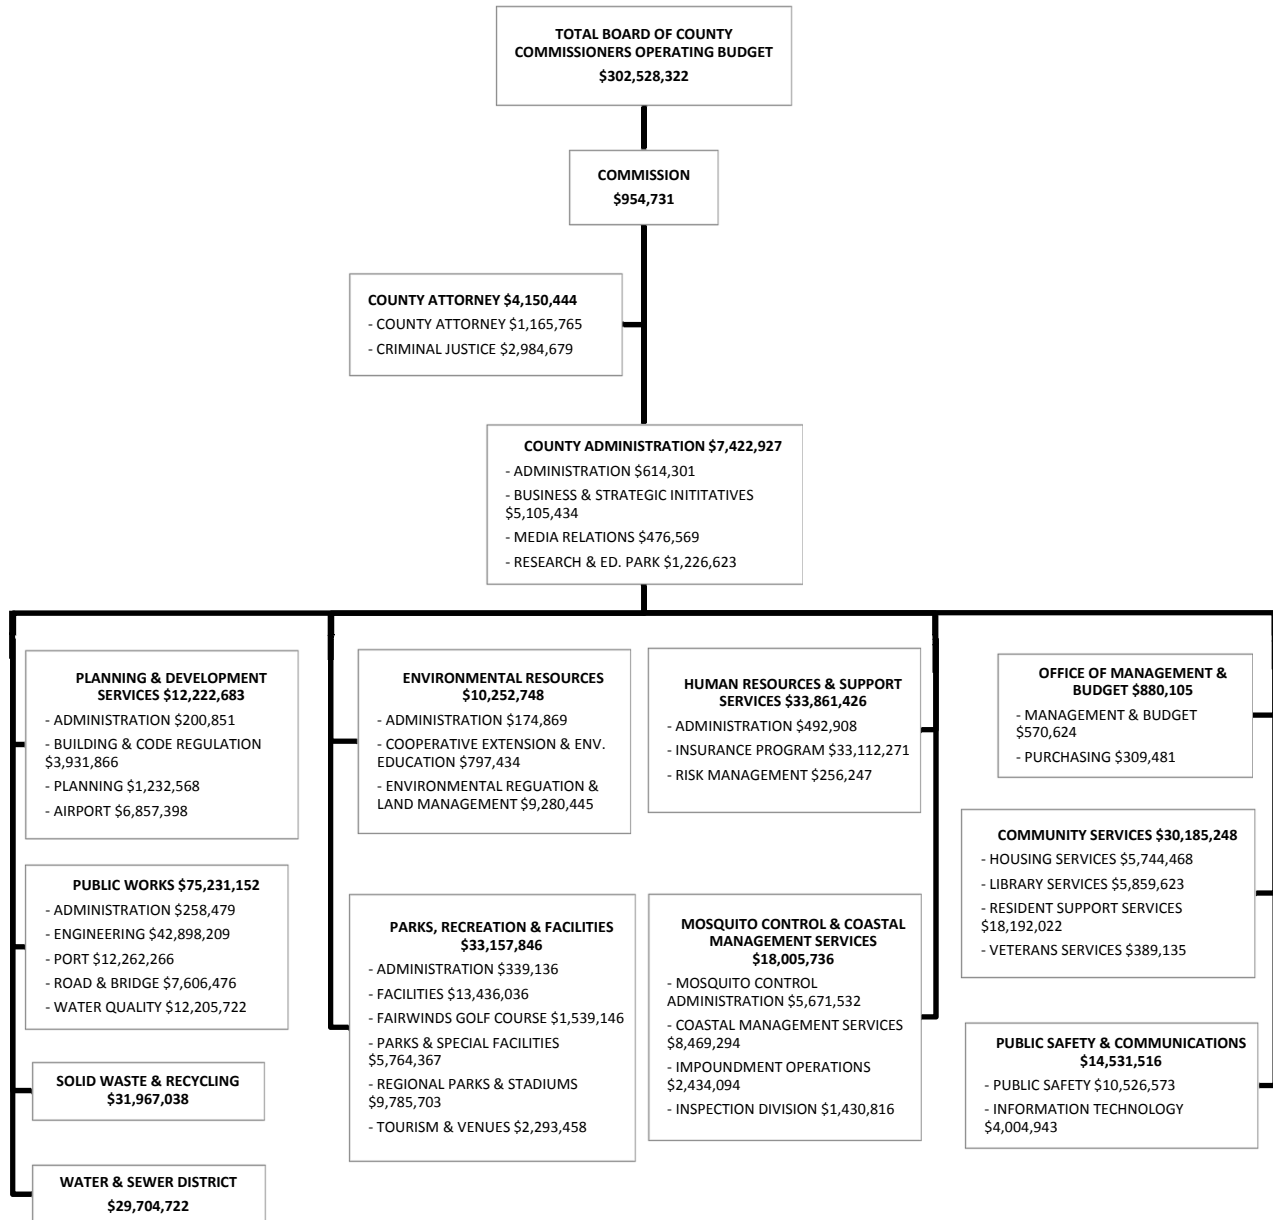 TOTAL BOARD OF COUNTY
COMMISSIONERS OPERATING BUDGET
$302,528,322
COMMISSION
$954,731
COUNTY ATTORNEY $4,150,444
- COUNTY ATTORNEY $1,165,765
- CRIMINAL JUSTICE $2,984,679
COUNTY ADMINISTRATION $7,422,927
- ADMINISTRATION $614,301
- BUSINESS & STRATEGIC INITITATIVES
$5,105,434
- MEDIA RELATIONS $476,569
- RESEARCH & ED. PARK $1,226,623
PLANNING & DEVELOPMENT
SERVICES $12,222,683
- ADMINISTRATION $200,851
- BUILDING & CODE REGULATION
$3,931,866
- PLANNING $1,232,568
- AIRPORT $6,857,398
PUBLIC WORKS $75,231,152
- ADMINISTRATION $258,479
- ENGINEERING $42,898,209
- PORT $12,262,266
- ROAD & BRIDGE $7,606,476
- WATER QUALITY $12,205,722
SOLID WASTE & RECYCLING
$31,967,038
WATER & SEWER DISTRICT
$29,704,722
ENVIRONMENTAL RESOURCES
$10,252,748
- ADMINISTRATION $174,869
- COOPERATIVE EXTENSION & ENV.
EDUCATION $797,434
- ENVIRONMENTAL REGUATION &
LAND MANAGEMENT $9,280,445
PARKS, RECREATION & FACILITIES
$33,157,846
- ADMINISTRATION $339,136
- FACILITIES $13,436,036
- FAIRWINDS GOLF COURSE $1,539,146
- PARKS & SPECIAL FACILITIES
$5,764,367
- REGIONAL PARKS & STADIUMS
$9,785,703
- TOURISM & VENUES $2,293,458
HUMAN RESOURCES & SUPPORT
SERVICES $33,861,426
- ADMINISTRATION $492,908
- INSURANCE PROGRAM $33,112,271
- RISK MANAGEMENT $256,247
MOSQUITO CONTROL & COASTAL
MANAGEMENT SERVICES
$18,005,736
- MOSQUITO CONTROL
ADMINISTRATION $5,671,532
- COASTAL MANAGEMENT SERVICES
$8,469,294
- IMPOUNDMENT OPERATIONS
$2,434,094
- INSPECTION DIVISION $1,430,816
OFFICE OF MANAGEMENT &
BUDGET $880,105
- MANAGEMENT & BUDGET
$570,624
- PURCHASING $309,481
COMMUNITY SERVICES $30,185,248
- HOUSING SERVICES $5,744,468
- LIBRARY SERVICES $5,859,623
- RESIDENT SUPPORT SERVICES
$18,192,022
- VETERANS SERVICES $389,135
PUBLIC SAFETY & COMMUNICATIONS
$14,531,516
- PUBLIC SAFETY $10,526,573
- INFORMATION TECHNOLOGY
$4,004,943